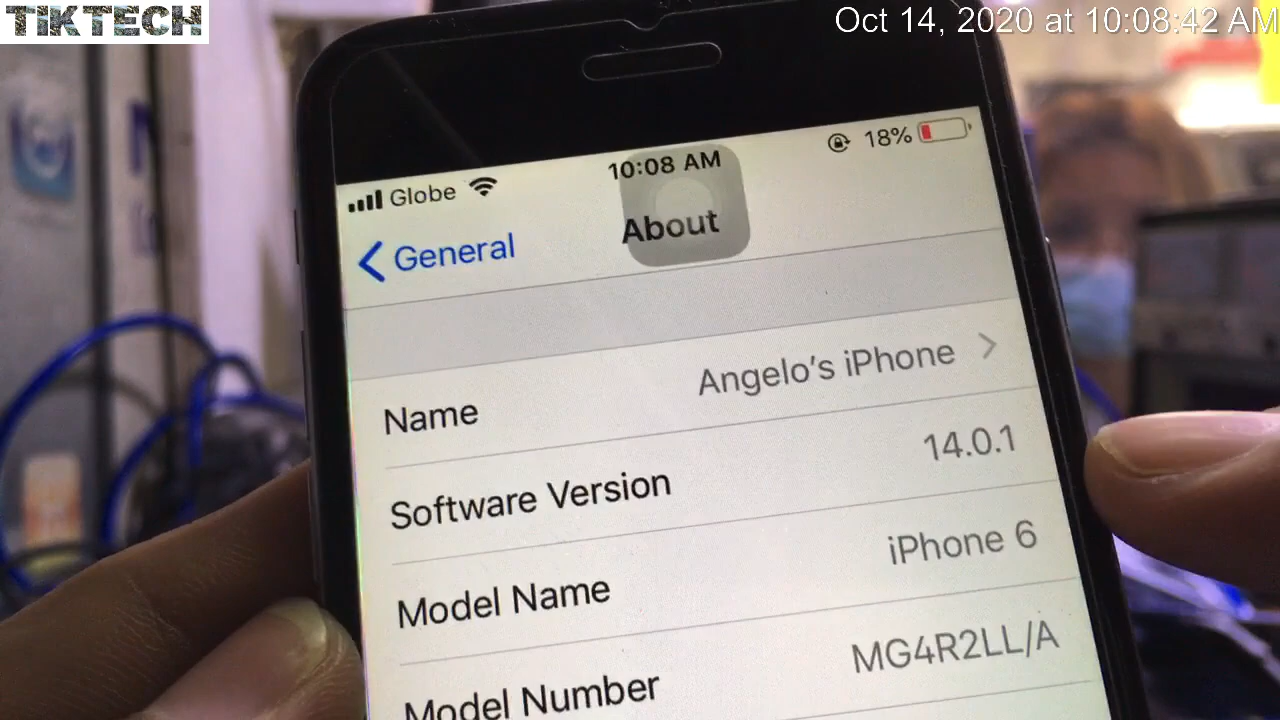 TIKTECH
Oct 14, 2020 at 10:08:42 AM
Globe
10:08 AM
18%
General
About
Name
Angelo's iPhone
Software Version
14.0.1
Model Name
iPhone 6
Model Number
MG4R2LL/A